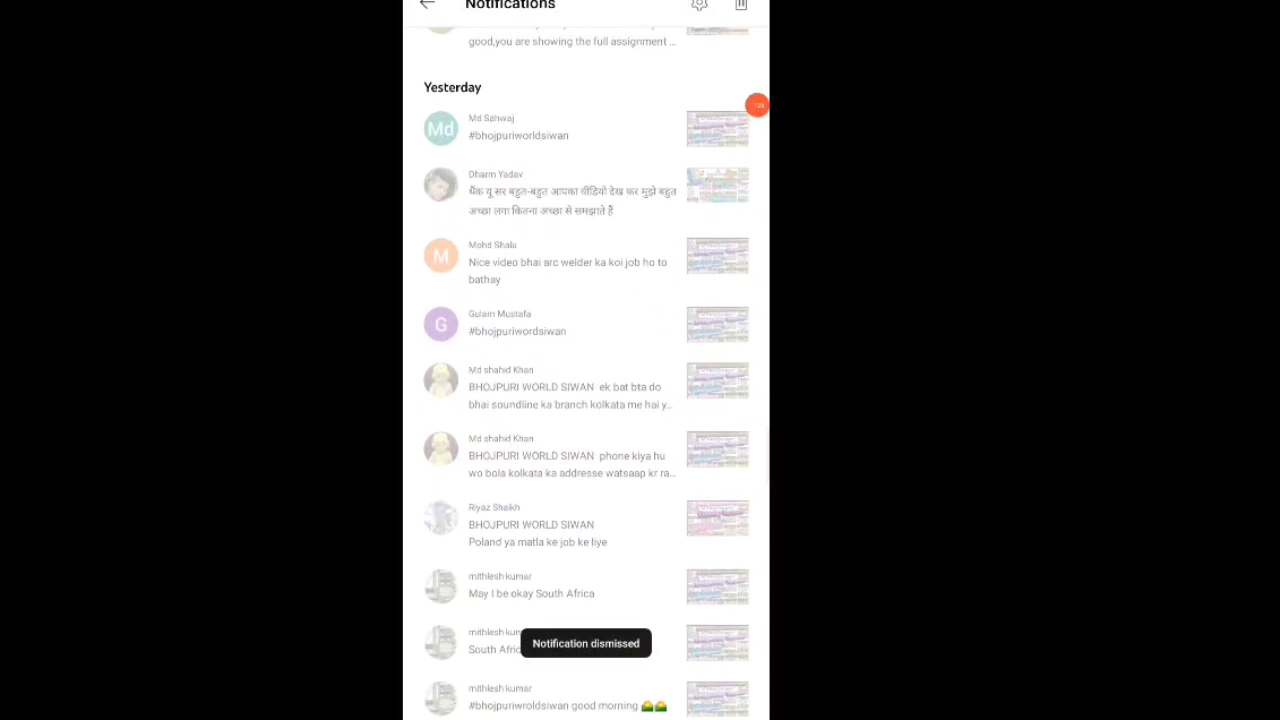 Notifications
good,you are showing the full assignment ...
Yesterday
Md Sahwaj
#bhojpuriworldsiwan
Md
Dharm Yadav
थैंक यू सर बहुत-बहुत आपका वीडियो देख कर मुझे बहुत
अच्छा लगा कितना अच्छा से समझाते हैं
Mohd Shalu
M
Nice video bhai arc welder ka koi job ho to
bathay
Gulam Mustafa
G
#bhojpuriwordsiwan
Md shahid Khan
BHOJPURI WORLD SIWAN ek bat bta do
bhai soundline ka branch kolkata me hai y...
Md shahid Khan
BHOJPURI WORLD SIWAN phone kiya hu
wo bola kolkata ka addresse watsaap kr ra...
Riyaz Shaikh
BHOJPURI WORLD SIWAN
Poland ya matla ke job ke liye
mithlesh kumar
May I be okay South Africa
mithlesh kum
South Afric
Notification dismissed
mithlesh kumar
#bhojpuriwroldsiwan good morning